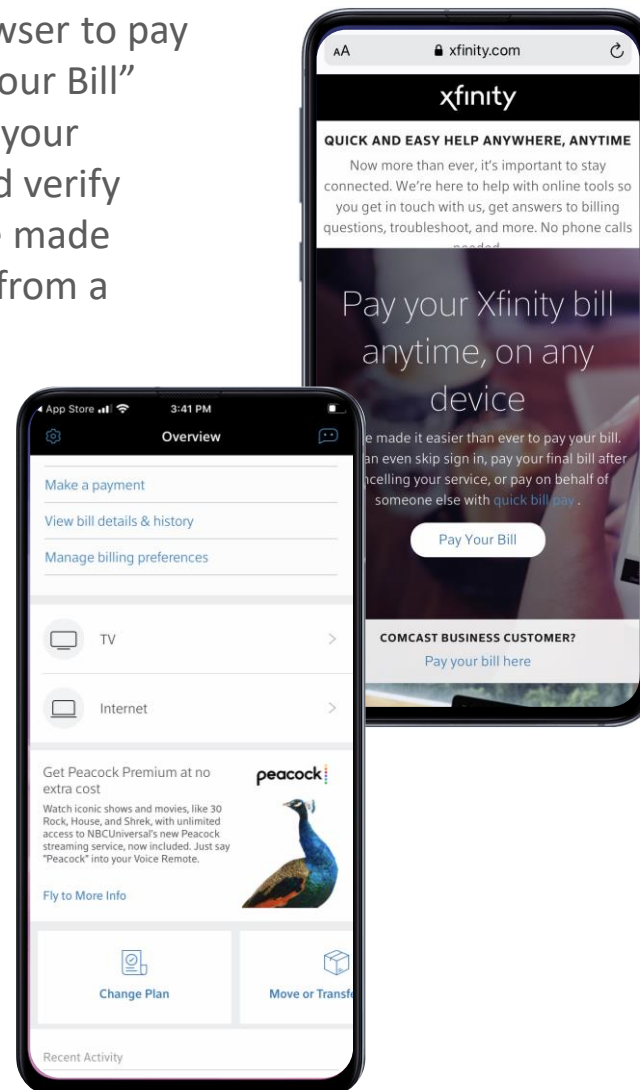 wser to pay
our Bill”
your
d verify
e made
from a
AA
xfinity.com
xfinity
QUICK AND EASY HELP ANYWHERE, ANYTIME
Now more than ever, it's important to stay
connected. We're here to help with online tools so
you get in touch with us, get answers to billing
questions, troubleshoot, and more. No phone calls
Pay your Xfinity bill
anytime, on any
device
e made it easier than ever to pay your bill.
an even skip sign in, pay your final bill after
ncelling your service, or pay on behalf of
someone else with quick bill pay.
Pay Your Bill
COMCAST BUSINESS CUSTOMER?
Pay your bill here
App Store
3:41 PM
Overview
Make a payment
View bill details & history
Manage billing preferences
TV
Internet
Get Peacock Premium at no
extra cost
peacock
Watch iconic shows and movies, like 30
Rock, House, and Shrek, with unlimited
access to NBCUniversal's new Peacock
streaming service, now included. Just say
"Peacock" into your Voice Remote.
Fly to More Info
Change Plan
Move or Transf
Recent Activity